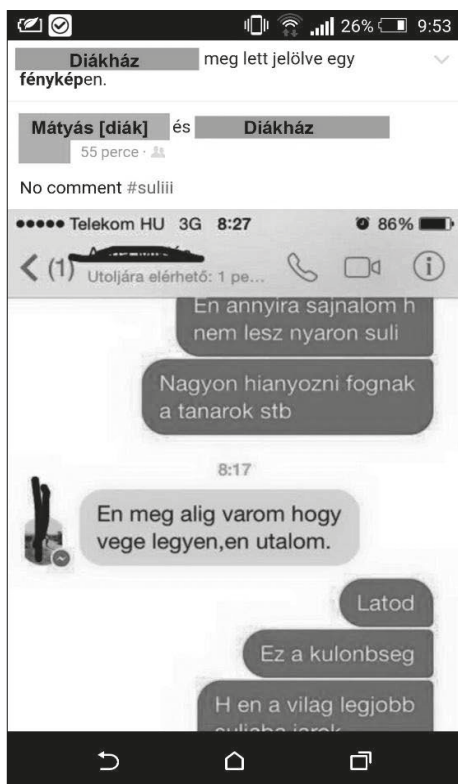 26% 9:53
Diákház meg lett jelölve egy
fényképen.
Mátyás [diák] és Diákház
55 perce
No comment #suliii
Telekom HU 3G 8:27 86%
(1)
Utoljára elérhető: 1 pe...
En annyira sajnalom h
nem lesz nyaron suli
Nagyon hianyozni fognak
a tanarok stb
8:17
En meg alig varom hogy
vege legyen,en utalom.
Latod
Ez a kulonbseg
H en a vilag legjobb
suliaba jarok